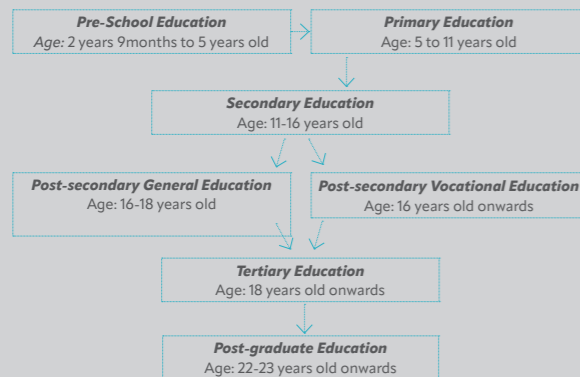 Pre-School Education
Age: 2 years 9months to 5 years old
Primary Education
Age: 5 to 11 years old
Secondary Education
Age: 11-16 years old
Post-secondary General Education
Age: 16-18 years old
Post-secondary Vocational Education
Age: 16 years old onwards
Tertiary Education
Age: 18 years old onwards
Post-graduate Education
Age: 22-23 years old onwards